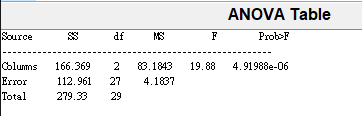 ANOVA Table
Source SS df MS F Prob>F
Columns 166.369 2 83.1843 19.88 4.91988e-06
Error 112.961 27 4.1837
Total 279.33 29